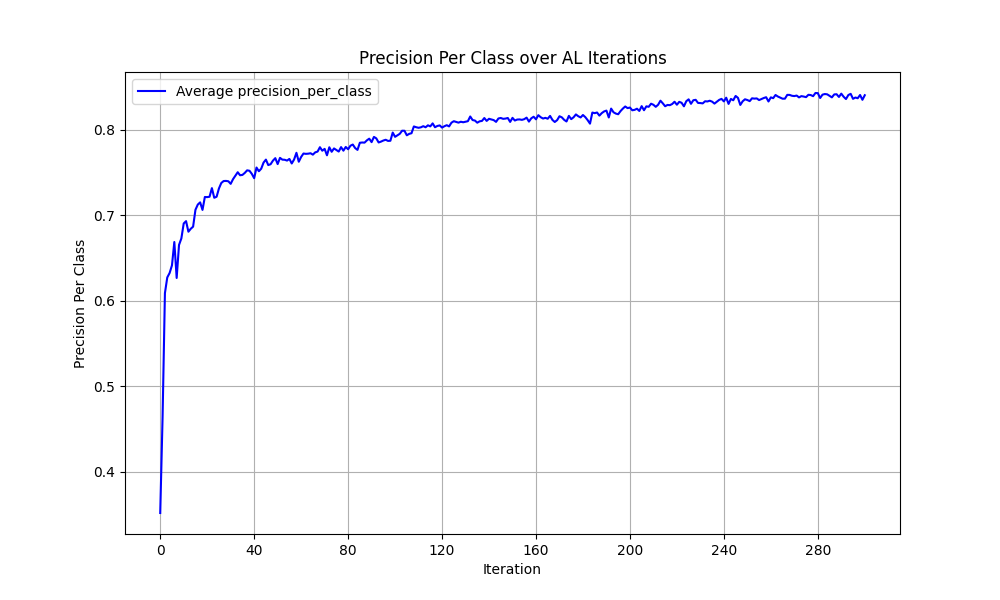 Precision Per Class over AL Iterations
Average precision_per_class
Precision Per Class
0.8
0.7
0.6
0.5
0.4
0 40 80 120 160 200 240 280
Iteration